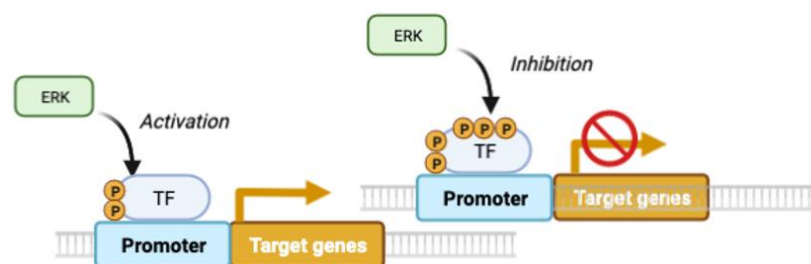 ERK
Activation
P
P
TF
Promoter
Target genes
ERK
Inhibition
P P P
P
P
TF
Promoter
Target genes